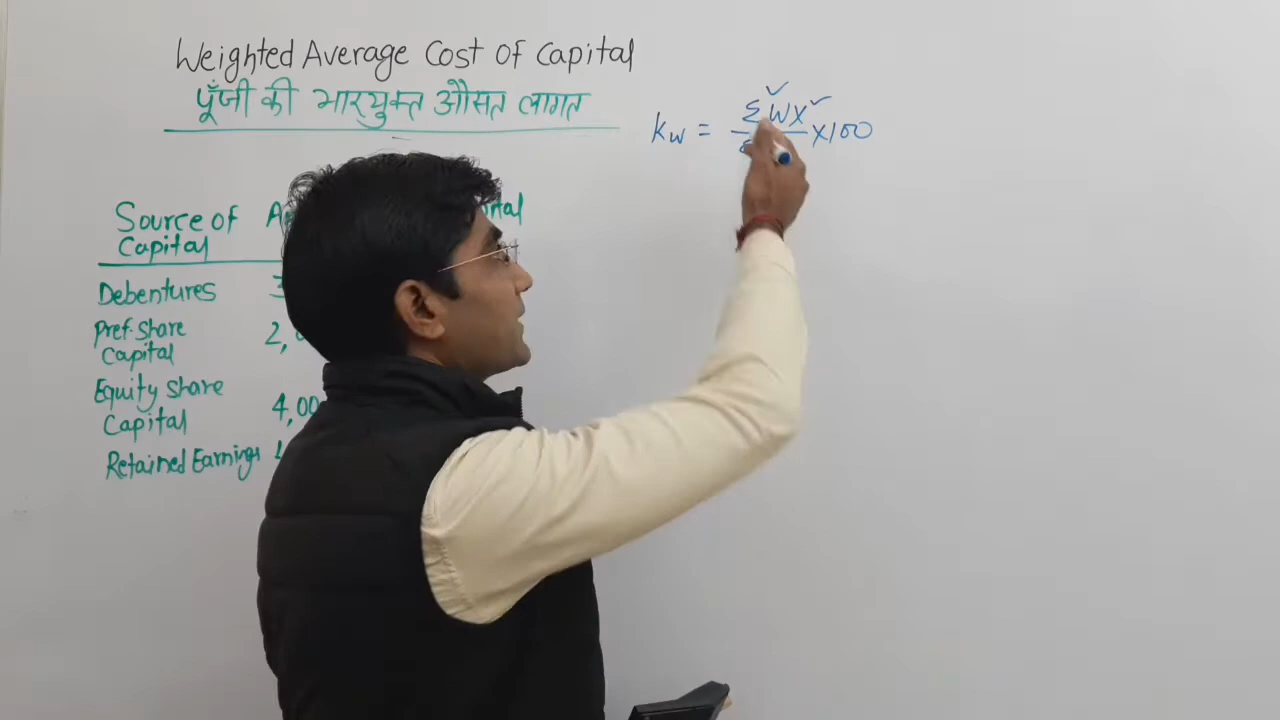 Weighted Average Cost of Capital
पूँजी की भारयुक्त औसत लागत
Kw = ΣWX
×100
Source of
Capital
Debentures
Pref. Share
Capital
Equity Share
Capital
Retained Earnings